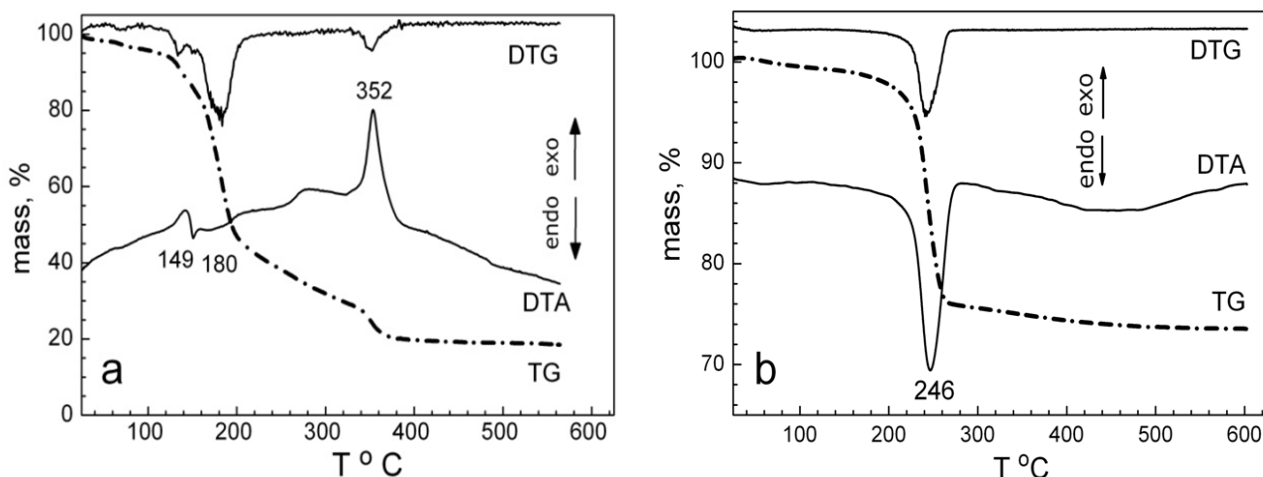 100
80
60
40
20
0
mass, %
DTG
352
endo exo
149 180
DTA
TG
a
100 200 300 400 500 600
T ° C
100
90
80
70
mass, %
DTG
endo exo
DTA
TG
246
b
100 200 300 400 500 600
T °C